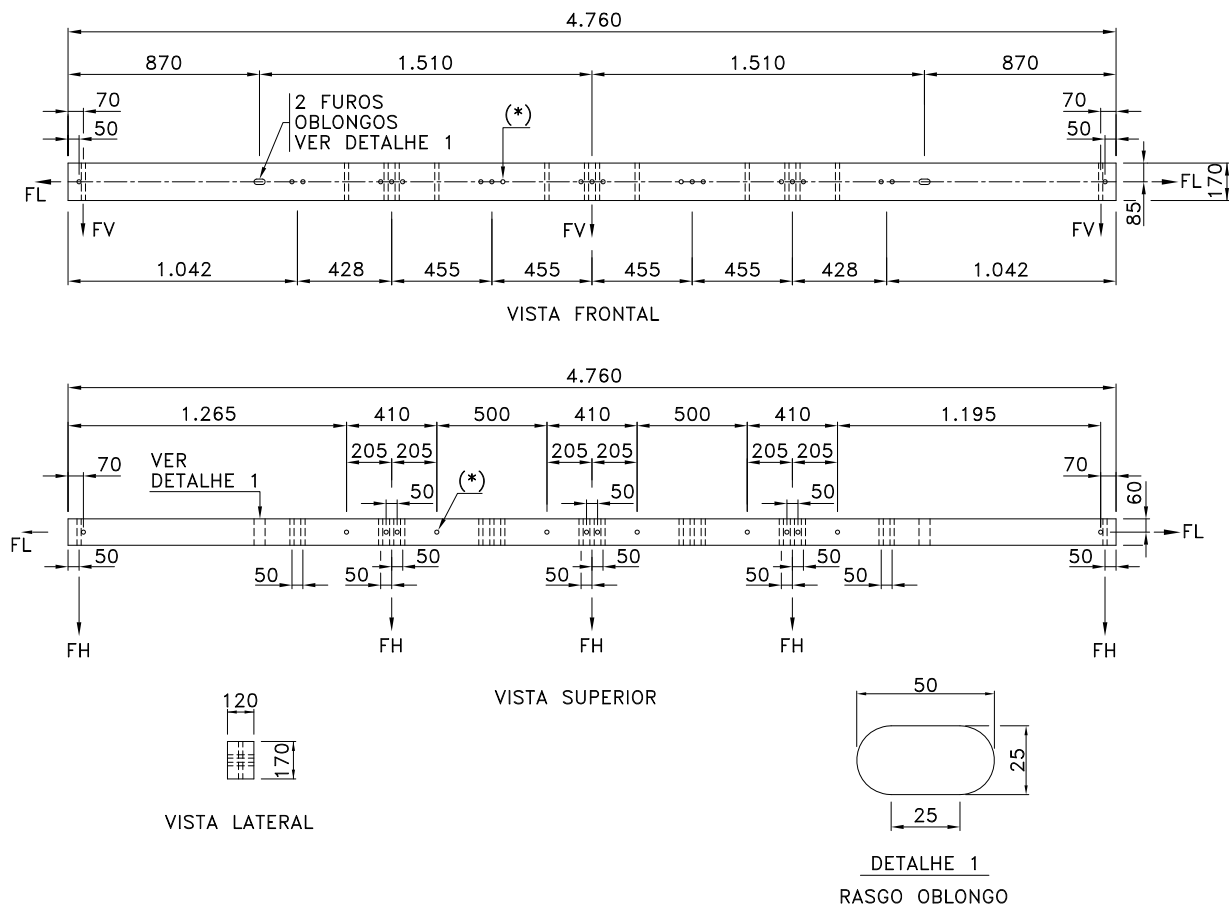 4.760
870 1.510 1.510 870
70 2 FUROS (*) 70
50 OBLONGOS 50
VER DETALHE 1
FL FL 170
FV FV FV 85
1.042 428 455 455 455 455 428 1.042
VISTA FRONTAL
4.760
1.265 410 500 410 500 410 1.195
205 205 205 205 205 205
70 VER 50 (*) 50 50 70 60
DETALHE 1
FL FL
50 50 50 50 50
50 50 50 50 50
FH FH FH FH FH
VISTA SUPERIOR
120
170
VISTA LATERAL
50
25
25
DETALHE 1
RASGO OBLONGO